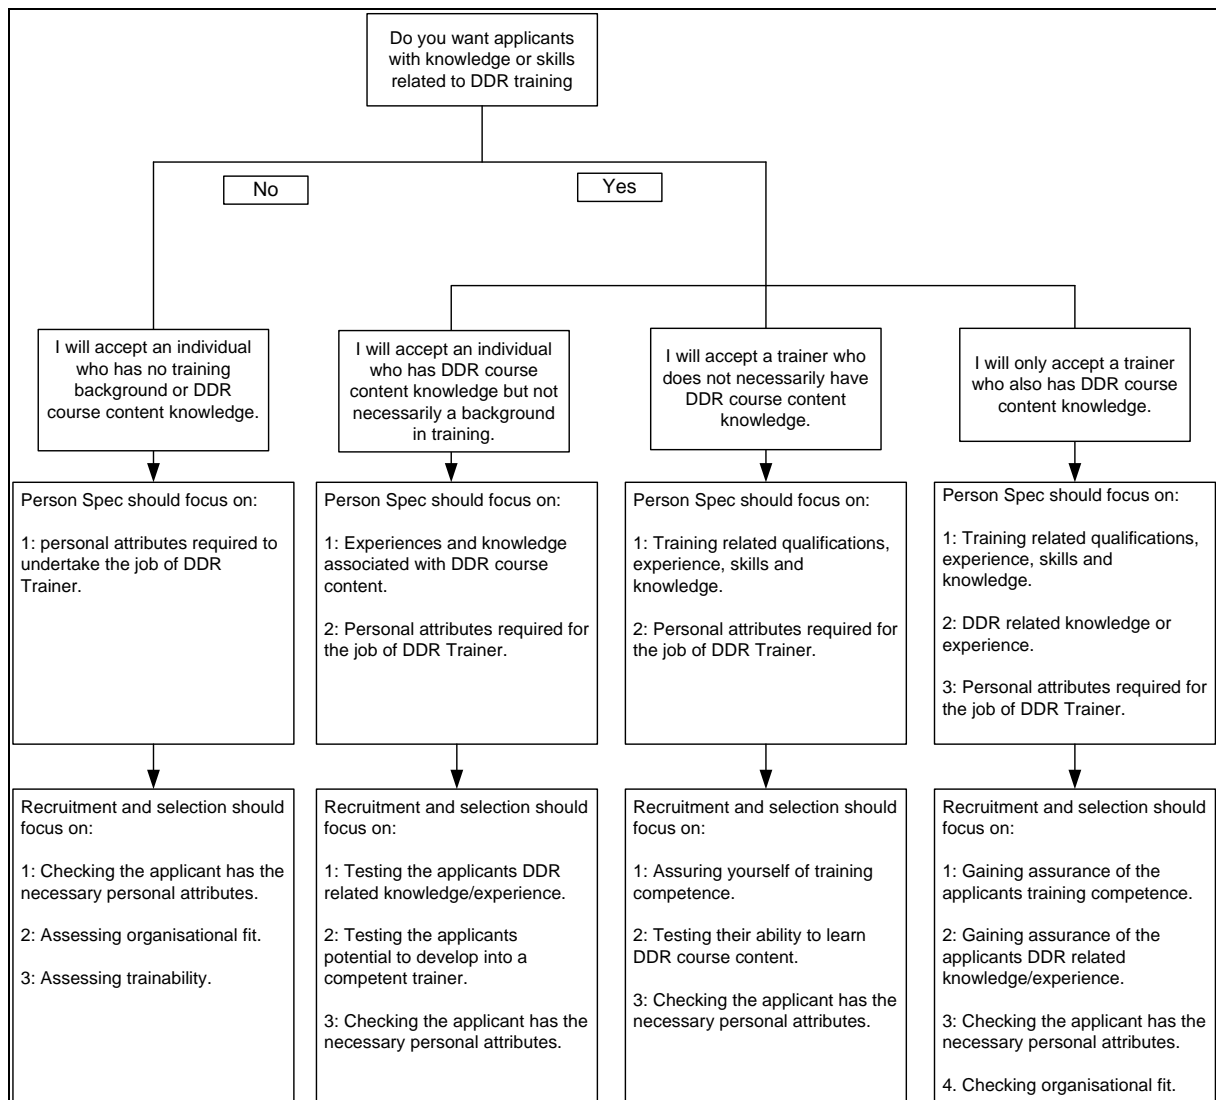 Do you want applicants
with knowledge or skills
related to DDR training
No
Yes
I will accept an individual
who has no training
background or DDR
course content knowledge.
I will accept an individual
who has DDR course
content knowledge but not
necessarily a background
in training.
I will accept a trainer who
does not necessarily have
DDR course content
knowledge.
I will only accept a trainer
who also has DDR course
content knowledge.
Person Spec should focus on:
1: personal attributes required to
undertake the job of DDR
Trainer.
Person Spec should focus on:
1: Experiences and knowledge
associated with DDR course
content.
2: Personal attributes required for
the job of DDR Trainer.
Person Spec should focus on:
1: Training related qualifications,
experience, skills and
knowledge.
2: Personal attributes required for
the job of DDR Trainer.
Person Spec should focus on:
1: Training related qualifications,
experience, skills and
knowledge.
2: DDR related knowledge or
experience.
3: Personal attributes required for
the job of DDR Trainer.
Recruitment and selection should
focus on:
1: Checking the applicant has the
necessary personal attributes.
2: Assessing organisational fit.
3: Assessing trainability.
Recruitment and selection should
focus on:
1: Testing the applicants DDR
related knowledge/experience.
2: Testing the applicants
potential to develop into a
competent trainer.
3: Checking the applicant has the
necessary personal attributes.
Recruitment and selection should
focus on:
1: Assuring yourself of training
competence.
2: Testing their ability to learn
DDR course content.
3: Checking the applicant has the
necessary personal attributes.
Recruitment and selection should
focus on:
1: Gaining assurance of the
applicants training competence.
2: Gaining assurance of the
applicants DDR related
knowledge/experience.
3: Checking the applicant has the
necessary personal attributes.
4. Checking organisational fit.